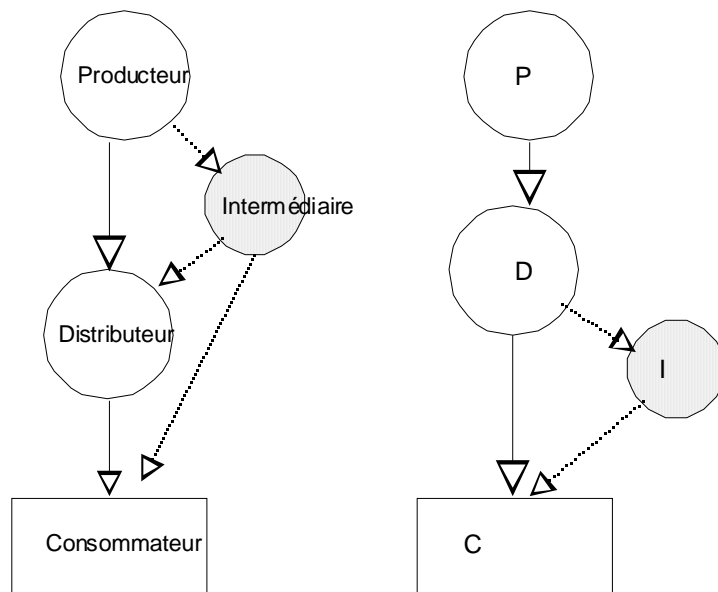 Producteur
Intermédiaire
Distributeur
Consommateur
P
D
I
C